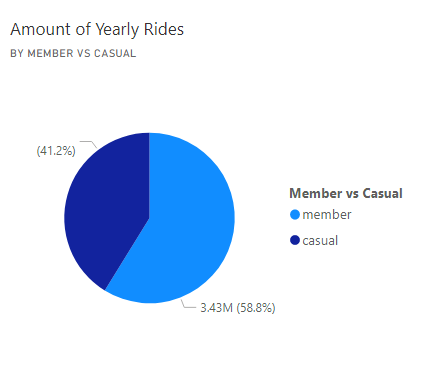 Amount of Yearly Rides
BY MEMBER VS CASUAL
(41.2%)
Member vs Casual
member
casual
3.43M (58.8%)